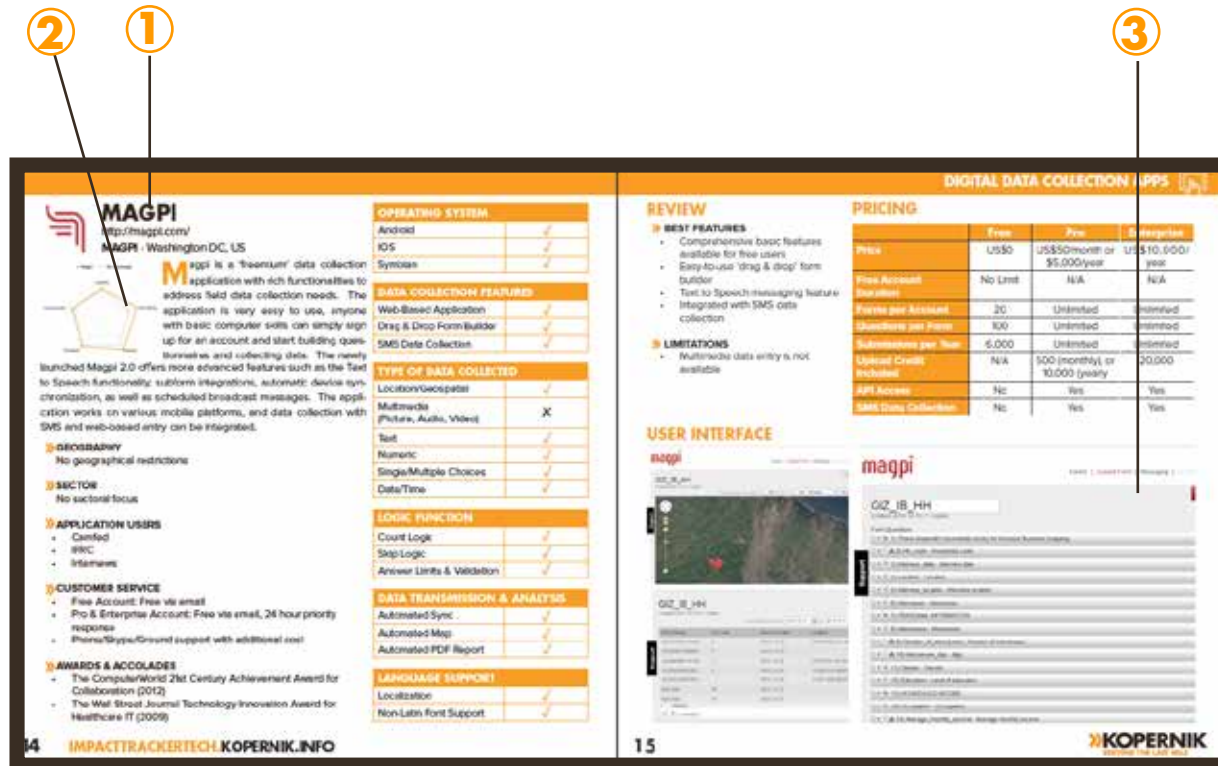 2
1
3
DIGITAL DATA COLLECTION APPS
MAGPI
http://magpi.com/
MAGPI - Washington DC, US
Magpi is a 'freemium' data collection
application with rich functionalities to
address field data collection needs. The
application is very easy to use, anyone
with basic computer skills can simply sign
up for an account and start building ques-
tionnaires and collecting data. The newly
launched Magpi 2.0 offers more advanced features such as the Text
to Speech functionality, subform integrations, automatic device syn-
chronization, as well as scheduled broadcast messages. The appli-
cation works on various mobile platforms, and data collection with
SMS and web-based entry can be integrated.
GEOGRAPHY
No geographical restrictions
SECTOR
No sectoral focus
APPLICATION USERS
• Camfed
• IFRC
• Internews
CUSTOMER SERVICE
• Free Account: Free via email
• Pro & Enterprise Account: Free via email, 24 hour priority
response
• Phone/Skype/Ground support with additional cost
AWARDS & ACCOLADES
• The ComputerWorld 21st Century Achievement Award for
Collaboration (2012)
• The Wall Street Journal Technology Innovation Award for
Healthcare IT (2009)
OPERATING SYSTEM
Android ✓
IOS ✓
Symbian ✓
DATA COLLECTION FEATURES
Web-Based Application ✓
Drag & Drop Form Builder ✓
SMS Data Collection ✓
TYPE OF DATA COLLECTED
Location/Geospatial ✓
Multimedia
(Picture, Audio, Video) X
Text ✓
Numeric ✓
Single/Multiple Choices ✓
Date/Time ✓
LOGIC FUNCTION
Count Logic ✓
Skip Logic ✓
Answer Limits & Validation ✓
DATA TRANSMISSION & ANALYSIS
Automated Sync ✓
Automated Map ✓
Automated PDF Report ✓
LANGUAGE SUPPORT
Localization ✓
Non-Latin Font Support ✓
14 IMPACTTRACKERTECH.KOPERNIK.INFO
REVIEW
BEST FEATURES
• Comprehensive basic features
available for free users
• Easy-to-use 'drag & drop' form
builder
• Text to Speech messaging feature
• Integrated with SMS data
collection
LIMITATIONS
• Multimedia data entry is not
available
PRICING
Free Pro Enterprise
Price US$0 US$50/month or $5,000/year US$10,000/year
Free Account Duration No Limit N/A N/A
Forms per Account 20 Unlimited Unlimited
Questions per Form 100 Unlimited Unlimited
Submissions per Year 6,000 Unlimited Unlimited
Upload Credit Included N/A 500 (monthly), or 10,000 (yearly 20,000
API Access No Yes Yes
SMS Data Collection No Yes Yes
USER INTERFACE
magpi
GIZ_IB_HH
GIZ_IB_HH
magpi
GIZ_IB_HH
Form Questions
Support
15
KOPERNIK